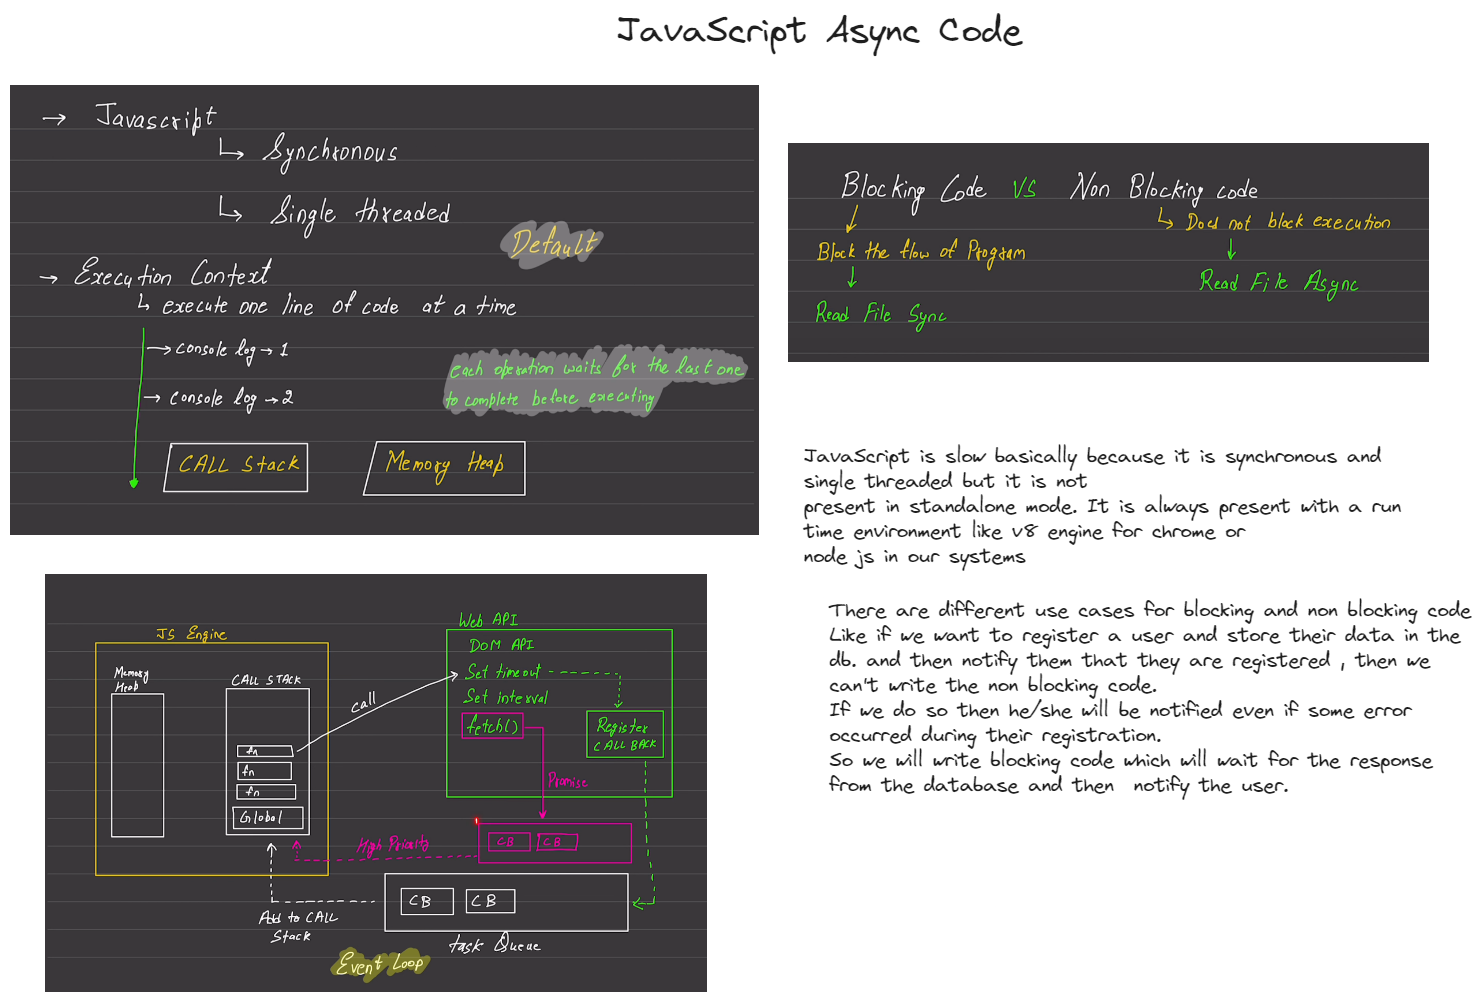 JavaScript Async Code
→ Javascript
↳ Synchronous
↳ Single threaded
Default
→ Execution Context
↳ execute one line of code at a time
→ console log → 1
→ console log → 2
each operation waits for the last one
to complete before executing
CALL Stack
Memory Heap
Blocking Code VS Non Blocking code
Block the flow of Program
Read File Sync
↳ Does not block execution
Read File Async
JavaScript is slow basically because it is synchronous and
single threaded but it is not
present in standalone mode. It is always present with a run
time environment like v8 engine for chrome or
node js in our systems
There are different use cases for blocking and non blocking code
Like if we want to register a user and store their data in the
db. and then notify them that they are registered , then we
can't write the non blocking code.
If we do so then he/she will be notified even if some error
occurred during their registration.
So we will write blocking code which will wait for the response
from the database and then notify the user.
JS Engine
Memory
Heap
CALL STACK
fn
fn
fn
Global
call
Web API
DOM API
Set timeout
Set interval
fetch()
Register
CALL BACK
Promise
High Priority
CB CB
CB CB
Add to CALL
Stack
task Queue
Event Loop